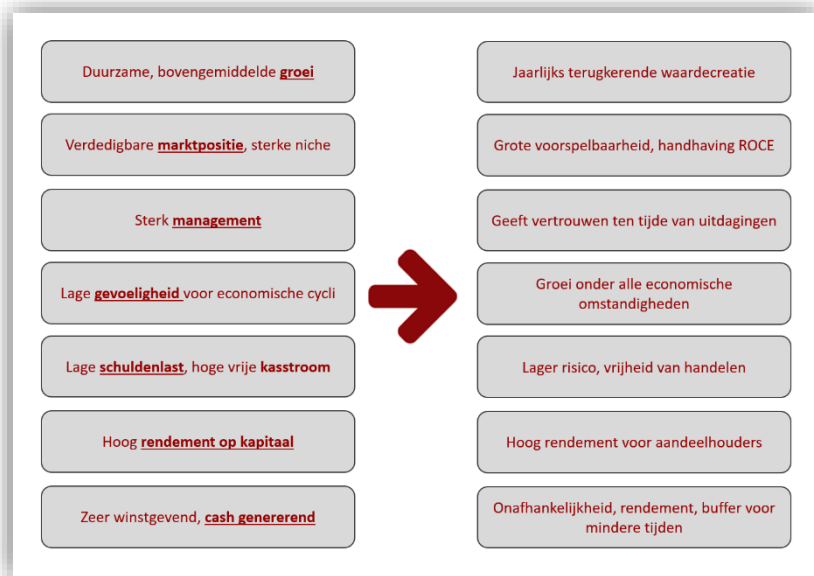 Duurzame, bovengemiddelde groei
Jaarlijks terugkerende waardecreatie
Verdedigbare marktpositie, sterke niche
Grote voorspelbaarheid, handhaving ROCE
Sterk management
Geeft vertrouwen ten tijde van uitdagingen
Lage gevoeligheid voor economische cycli
Groei onder alle economische
omstandigheden
Lage schuldenlast, hoge vrije kasstroom
Lager risico, vrijheid van handelen
Hoog rendement op kapitaal
Hoog rendement voor aandeelhouders
Zeer winstgevend, cash genererend
Onafhankelijkheid, rendement, buffer voor
mindere tijden